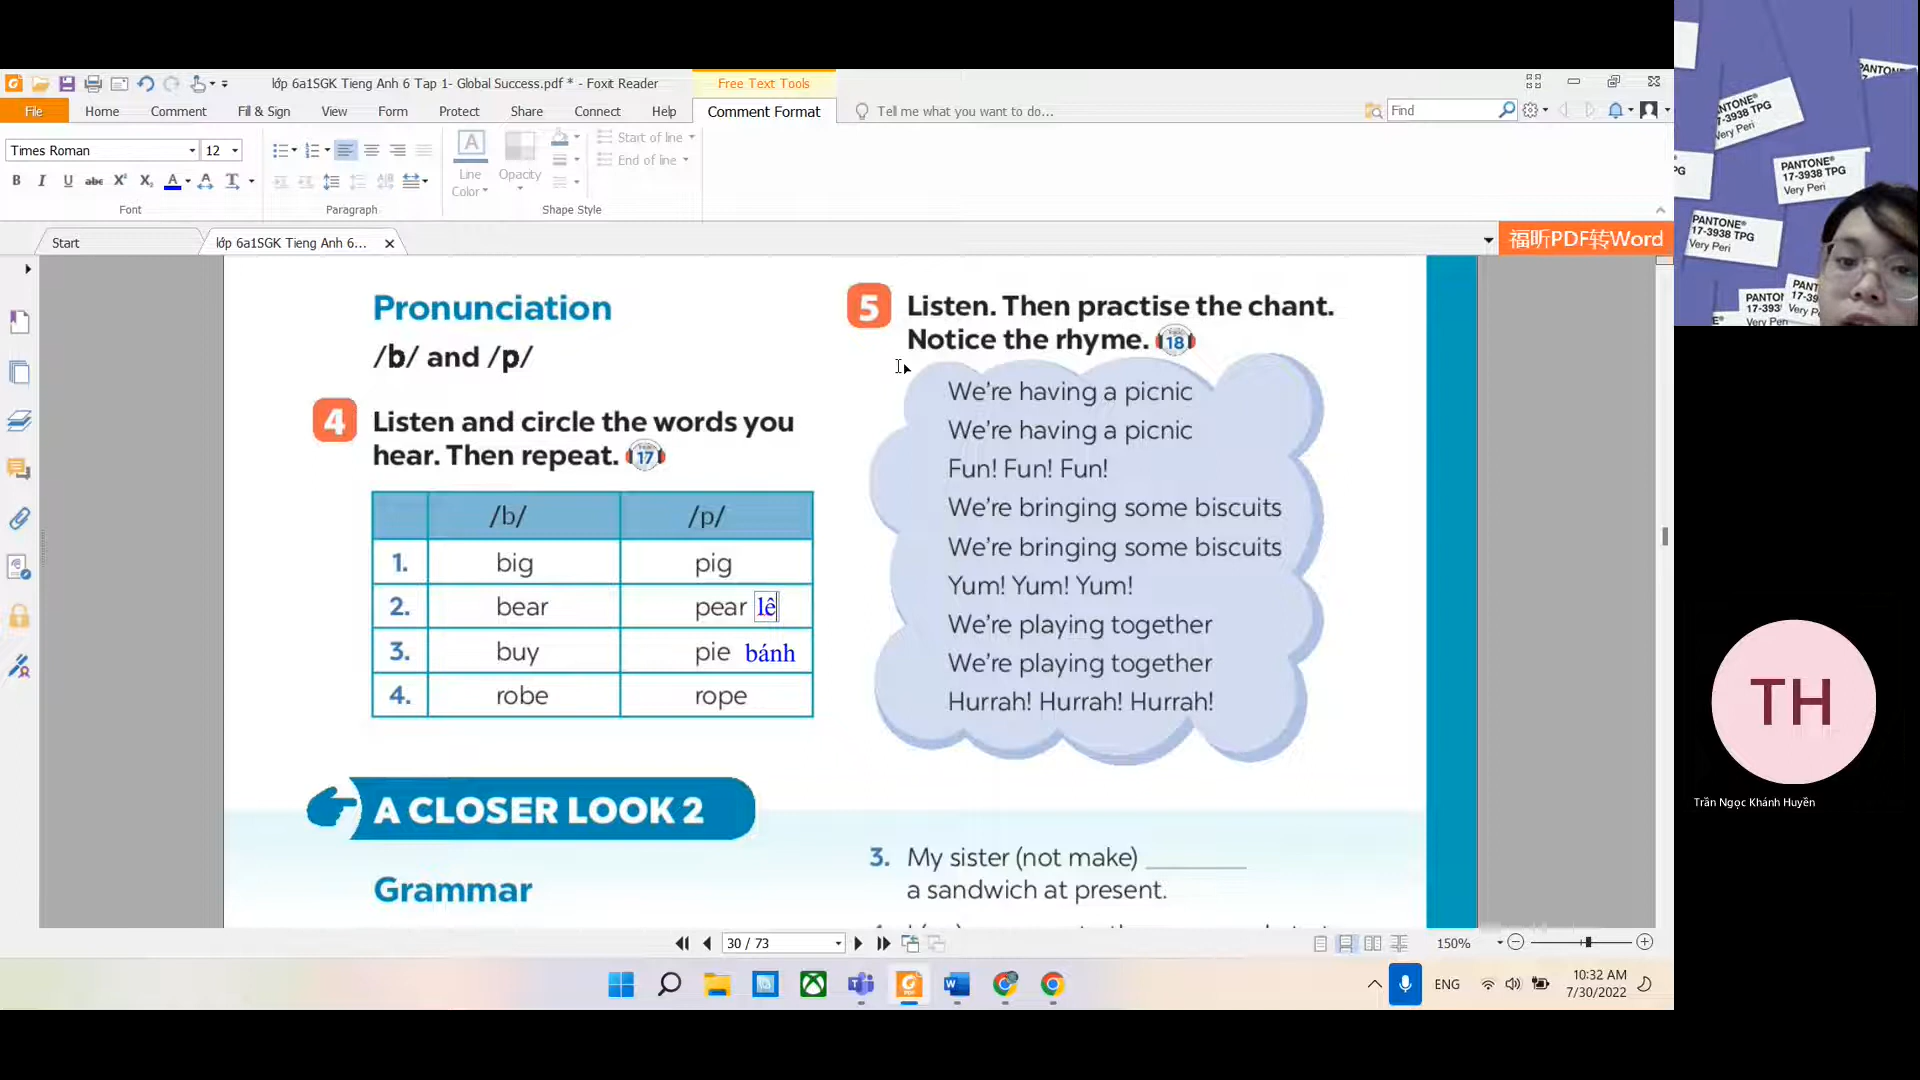 lớp 6a1SGK Tieng Anh 6 Tap 1- Global Success.pdf * - Foxit Reader
Free Text Tools
File Home Comment Fill & Sign View Form Protect Share Connect Help Comment Format Tell me what you want to do... Find
Times Roman 12
Start of line
End of line
Line Color
Opacity
Font Paragraph Shape Style
Start
lớp 6a1SGK Tieng Anh 6...
福昕PDF转Word
Pronunciation
/b/ and /p/
4 Listen and circle the words you
hear. Then repeat. 17
/b/ /p/
1. big pig
2. bear pear lê
3. buy pie bánh
4. robe rope
5 Listen. Then practise the chant.
Notice the rhyme. 18
We're having a picnic
We're having a picnic
Fun! Fun! Fun!
We're bringing some biscuits
We're bringing some biscuits
Yum! Yum! Yum!
We're playing together
We're playing together
Hurrah! Hurrah! Hurrah!
A CLOSER LOOK 2
Grammar
3. My sister (not make) ________
a sandwich at present.
30 / 73
150%
ENG
10:32 AM
7/30/2022
PANTONE®
17-3938 TPG
Very Peri
PANTONE®
17-3938 TPG
Very Peri
TH
Trần Ngọc Khánh Huyền